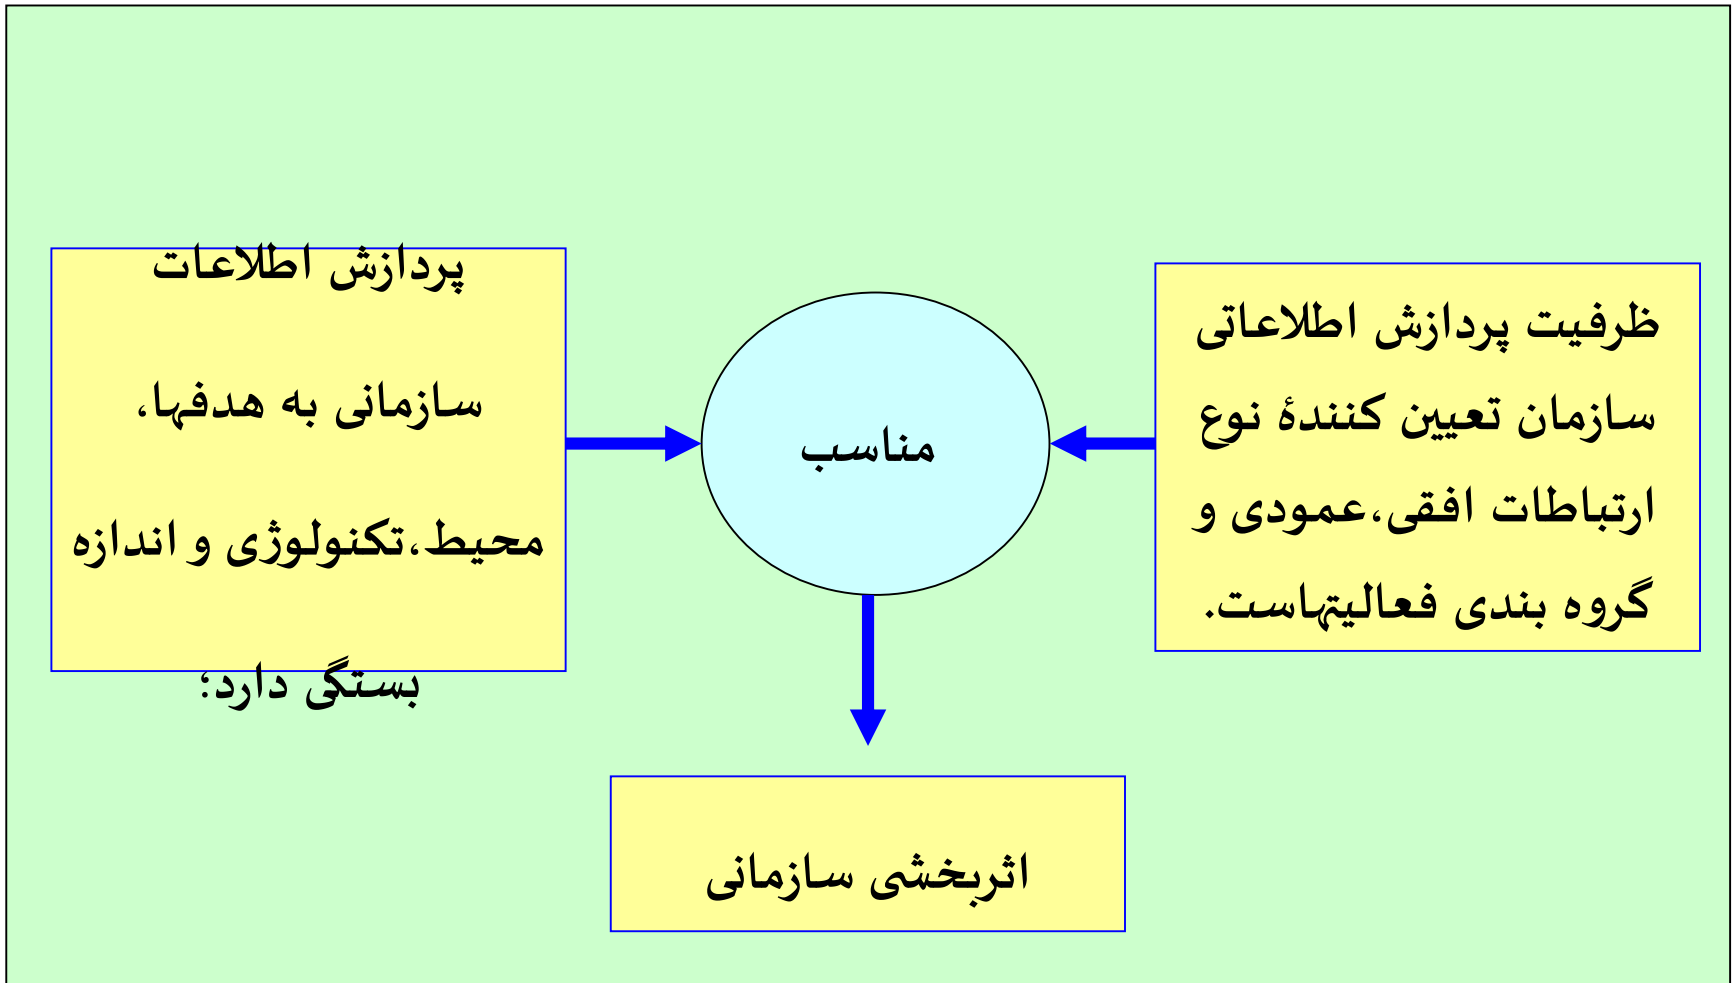 ظرفیت پردازش اطلاعاتی
سازمان تعیین کنندۀ نوع
ارتباطات افقی،عمودی و
گروه بندی فعالیتهاست.
مناسب
پردازش اطلاعات
سازمانی به هدفها،
محیط،تکنولوژی و اندازه
بستگی دارد؛
اثربخشی سازمانی